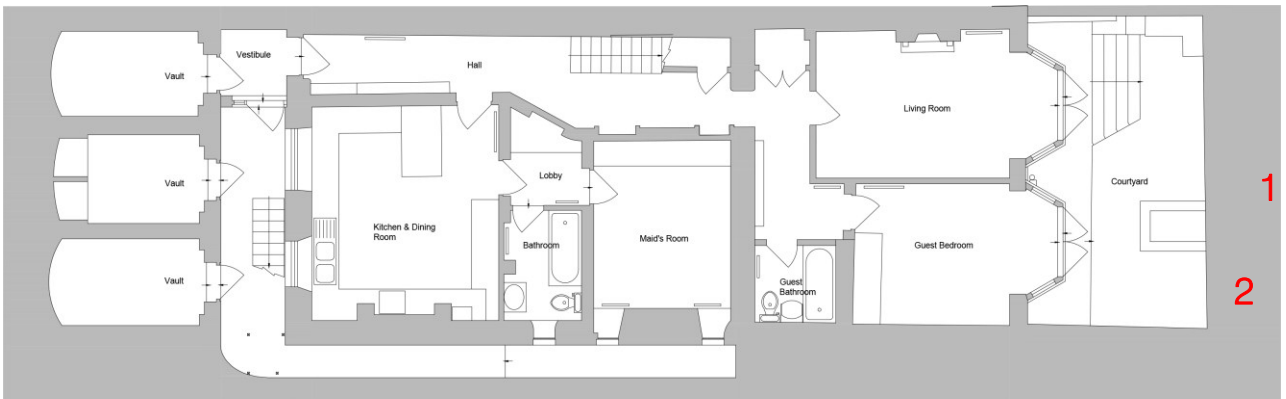 Vestibule
Vault
Hall
Living Room
Vault
Lobby
Courtyard
1
Kitchen & Dining
Room
Bathroom
Maid's Room
Guest Bedroom
Vault
Guest
Bathroom
2